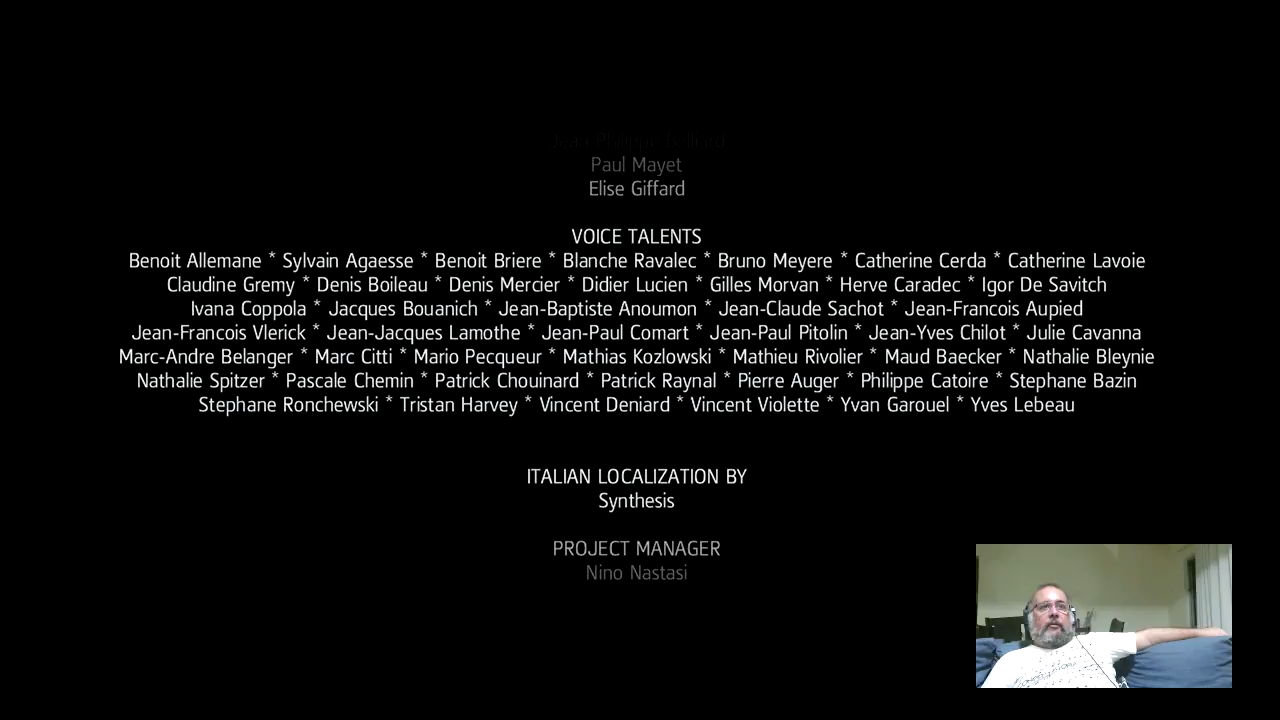 Paul Mayet
Elise Giffard
VOICE TALENTS
Benoit Allemane * Sylvain Agaesse * Benoit Briere * Blanche Ravalec * Bruno Meyere * Catherine Cerda * Catherine Lavoie
Claudine Gremy * Denis Boileau * Denis Mercier * Didier Lucien * Gilles Morvan * Herve Caradec * Igor De Savitch
Ivana Coppola * Jacques Bouanich * Jean-Baptiste Anoumon * Jean-Claude Sachot * Jean-Francois Aupied
Jean-Francois Vlerick * Jean-Jacques Lamothe * Jean-Paul Comart * Jean-Paul Pitolin * Jean-Yves Chilot * Julie Cavanna
Marc-Andre Belanger * Marc Citti * Mario Pecqueur * Mathias Kozlowski * Mathieu Rivolier * Maud Baecker * Nathalie Bleynie
Nathalie Spitzer * Pascale Chemin * Patrick Chouinard * Patrick Raynal * Pierre Auger * Philippe Catoire * Stephane Bazin
Stephane Ronchewski * Tristan Harvey * Vincent Deniard * Vincent Violette * Yvan Garouel * Yves Lebeau
ITALIAN LOCALIZATION BY
Synthesis
PROJECT MANAGER
Nino Nastasi